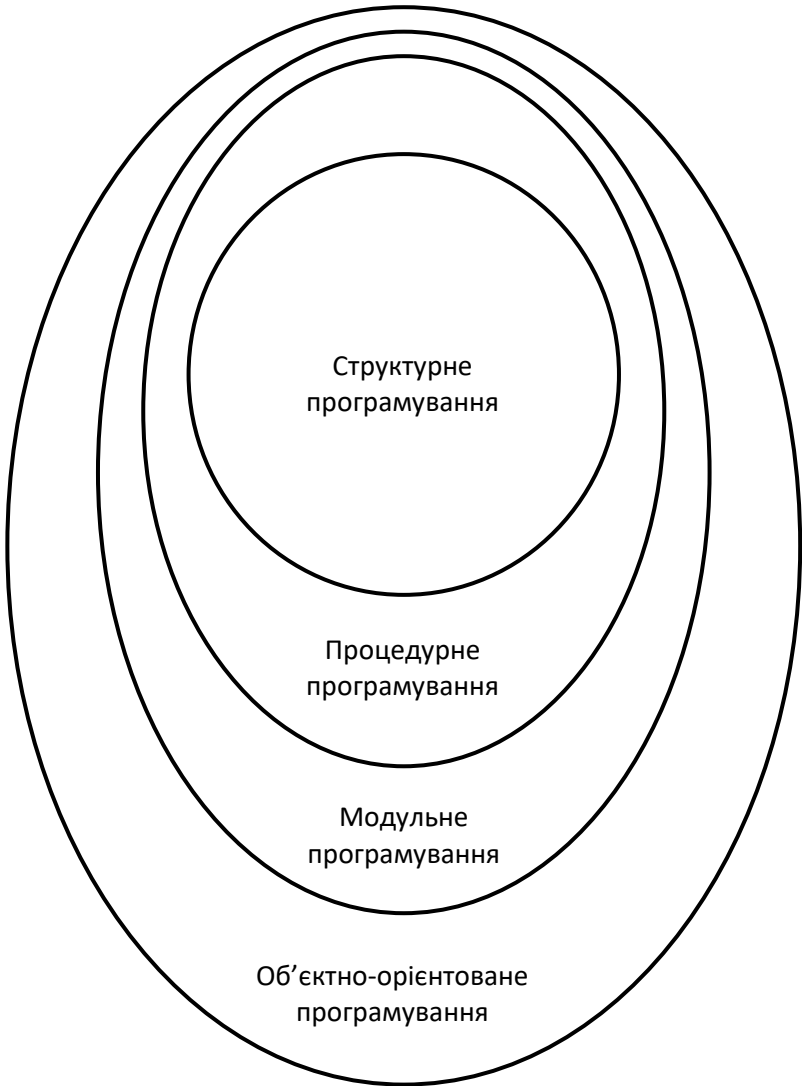 Структурне
програмування
Процедурне
програмування
Модульне
програмування
Об’єктно-орієнтоване
програмування